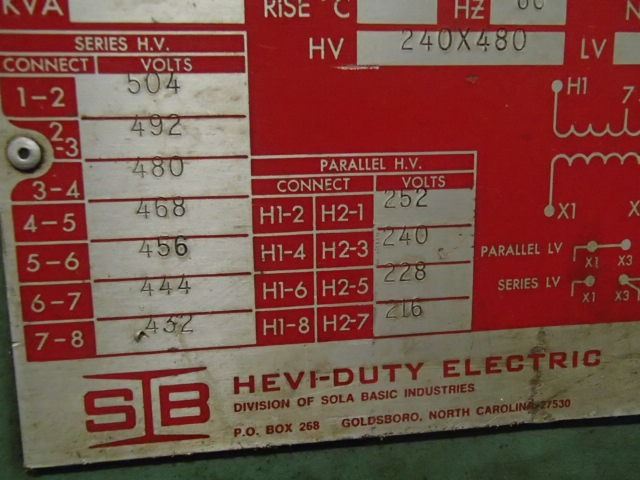 KVA RISE °C HZ 60
HV 240X480 LV
SERIES H.V.
CONNECT VOLTS
1-2 504
2-3 492
3-4 480
4-5 468
5-6 456
6-7 444
7-8 432
PARALLEL H.V.
CONNECT VOLTS
H1-2 H2-1 252
H1-4 H2-3 240
H1-6 H2-5 228
H1-8 H2-7 216
H1 7
X1 X
PARALLEL LV
X1 X3
SERIES LV
X1 X3
SB HEVI-DUTY ELECTRIC
DIVISION OF SOLA BASIC INDUSTRIES
P.O. BOX 268 GOLDSBORO, NORTH CAROLINA 27530